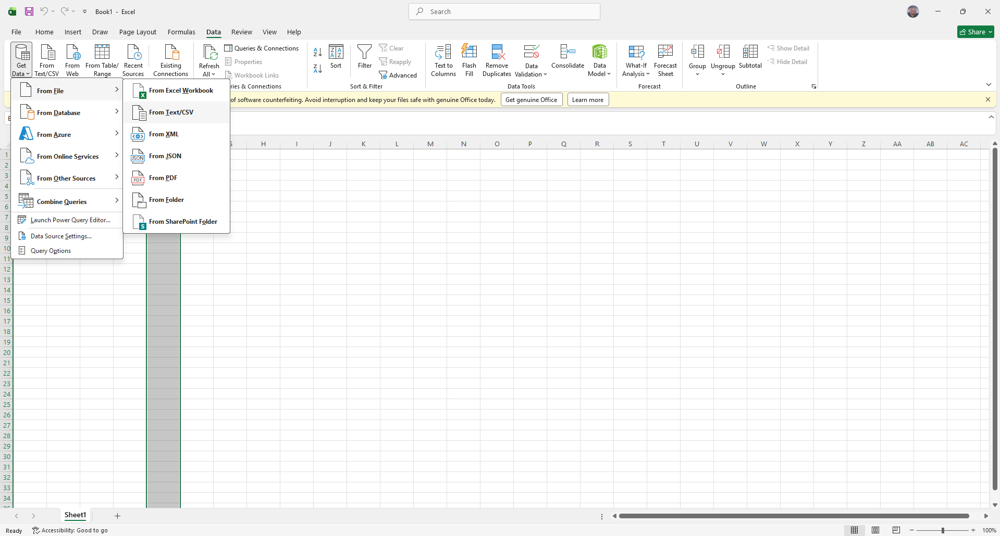 Book1 - Excel
Search
File Home Insert Draw Page Layout Formulas Data Review View Help
Share
Get Data
From Text/CSV
From Web
From Table/ Range
Recent Sources
Existing Connections
Refresh All
Queries & Connections
Properties
Workbook Links
Sort
Filter
Clear
Reapply
Advanced
Text to Columns
Flash Fill
Remove Duplicates
Data Validation
Consolidate
Data Model
What-If Analysis
Forecast Sheet
Group
Ungroup
Subtotal
Show Detail
Hide Detail
ries & Connections
Sort & Filter
Data Tools
Forecast
Outline
of software counterfeiting. Avoid interruption and keep your files safe with genuine Office today.
Get genuine Office
Learn more
From File
From Database
From Azure
From Online Services
From Other Sources
Combine Queries
Launch Power Query Editor...
Data Source Settings...
Query Options
From Excel Workbook
From Text/CSV
From XML
JSON
From JSON
PDF
From PDF
From Folder
From SharePoint Folder
H I J K L M N O P Q R S T U V W X Y Z AA AB AC
1
2
3
4
5
6
7
8
9
10
11
12
13
14
15
16
17
18
19
20
21
22
23
24
25
26
27
28
29
30
31
32
33
34
Sheet1
Ready
Accessibility: Good to go
100%